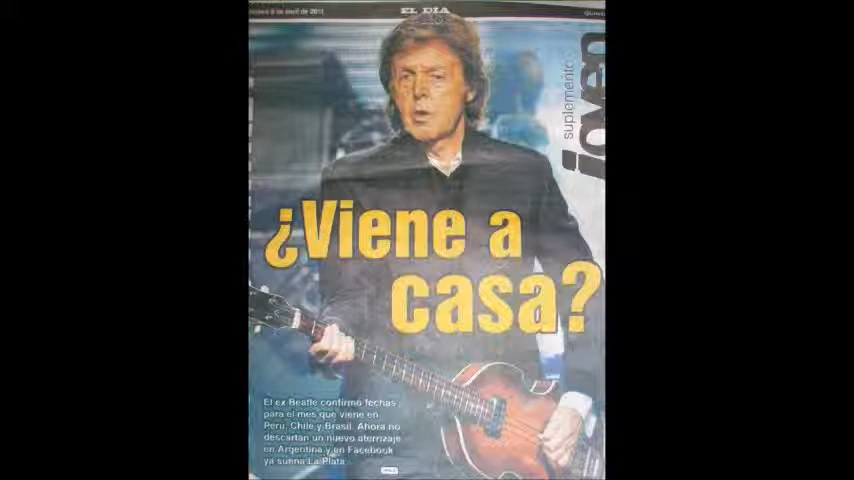 EL DIA
suplemento
joven
¿Viene a
casa?
El ex Beatle confirmó fechas
para el mes que viene en
Perú, Chile y Brasil. Ahora no
descartan un nuevo aterrizaje
en Argentina y en Facebook
ya suena La Plata